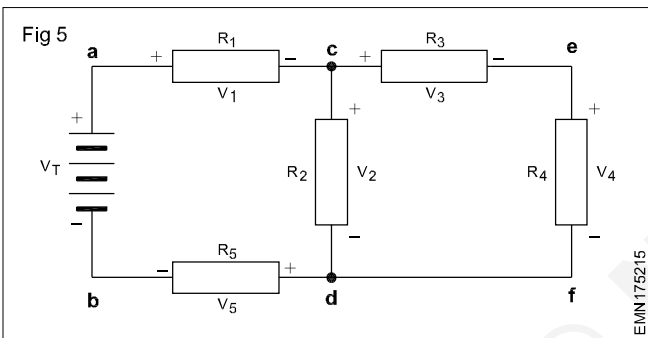 Fig 5
a
+ R1 −
V1
c
+ R3 −
V3
e
+
VT
−
+
R2 V2
−
+
R4 V4
−
R5
− +
V5
b
d
f
EMN175215